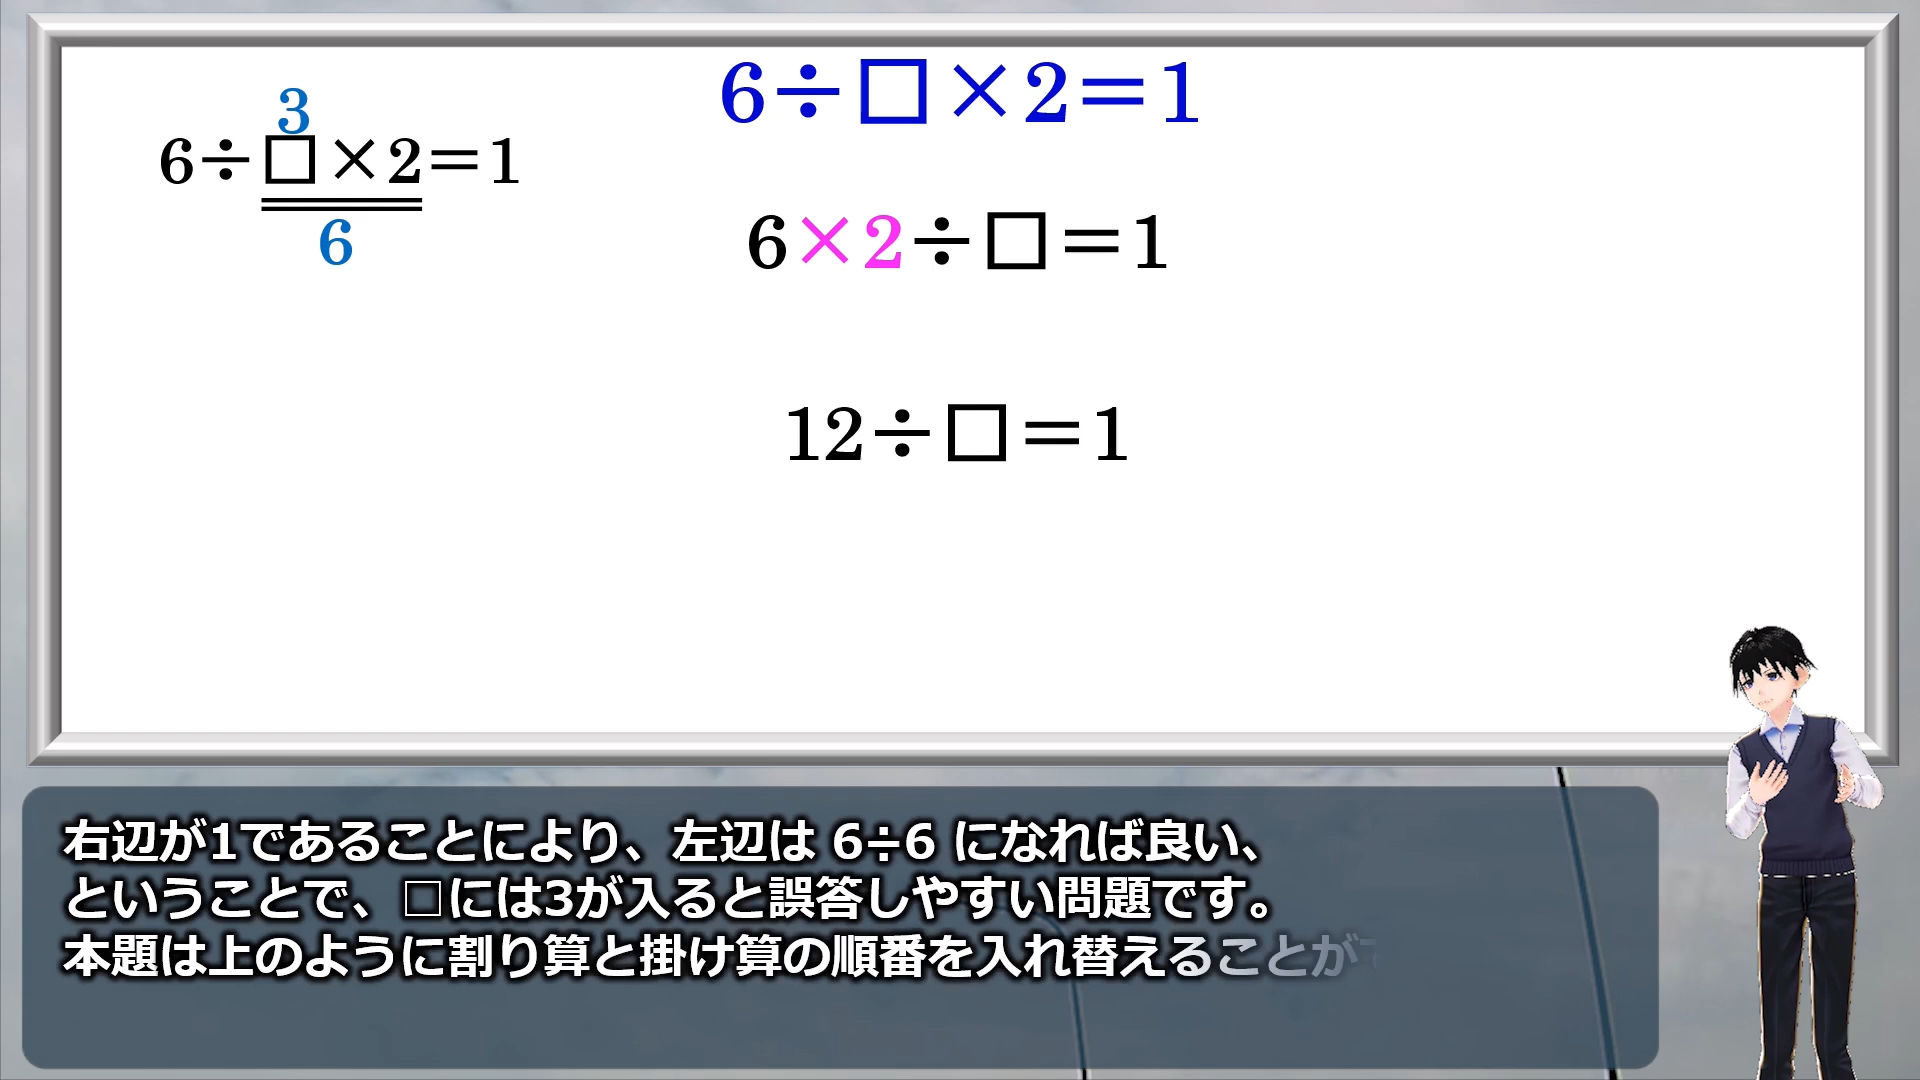 6÷□×2=1
3
6÷□×2=1
6
6×2÷□=1
12÷□=1
右辺が1であることにより、左辺は 6÷6 になれば良い、
ということで、□には3が入ると誤答しやすい問題です。
本題は上のように割り算と掛け算の順番を入れ替えることが